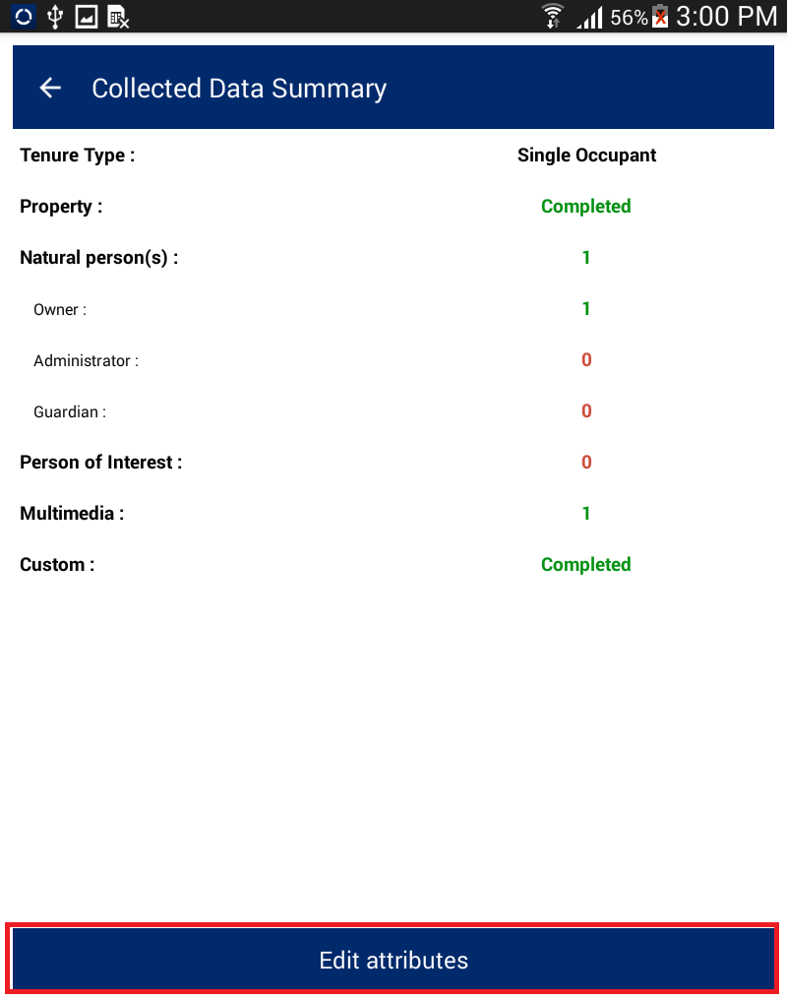 56% 3:00 PM
Collected Data Summary
Tenure Type : Single Occupant
Property : Completed
Natural person(s) : 1
Owner : 1
Administrator : 0
Guardian : 0
Person of Interest : 0
Multimedia : 1
Custom : Completed
Edit attributes